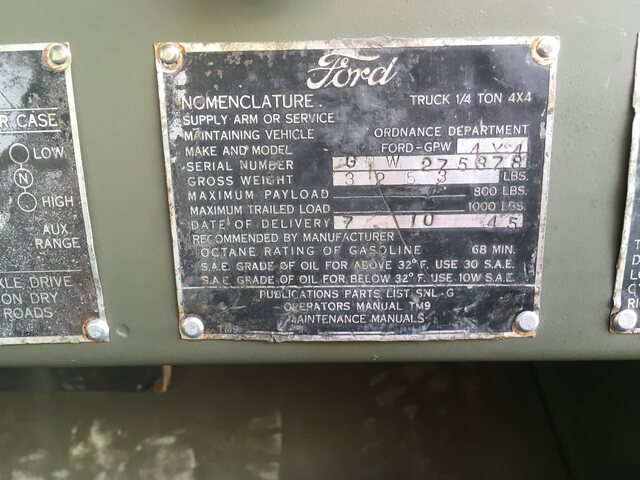 R CASE
LOW
N
HIGH
AUX
RANGE
XLE DRIVE
ON DRY
ROADS
Ford
NOMENCLATURE. TRUCK 1/4 TON 4X4
SUPPLY ARM OR SERVICE
MAINTAINING VEHICLE ORDNANCE DEPARTMENT
MAKE AND MODEL FORD-GPW 4X4
SERIAL NUMBER G W 275878
GROSS WEIGHT 3253 LBS.
MAXIMUM PAYLOAD 800 LBS.
MAXIMUM TRAILED LOAD 1000 LBS.
DATE OF DELIVERY 7 10 45
RECOMMENDED BY MANUFACTURER
OCTANE RATING OF GASOLINE 68 MIN.
S.A.E. GRADE OF OIL FOR ABOVE 32°F. USE 30 S.A.E.
S.A.E. GRADE OF OIL FOR BELOW 32°F. USE 10W S.A.E.
PUBLICATIONS PARTS LIST SNL-G
OPERATORS MANUAL TM9
MAINTENANCE MANUALS
TM9